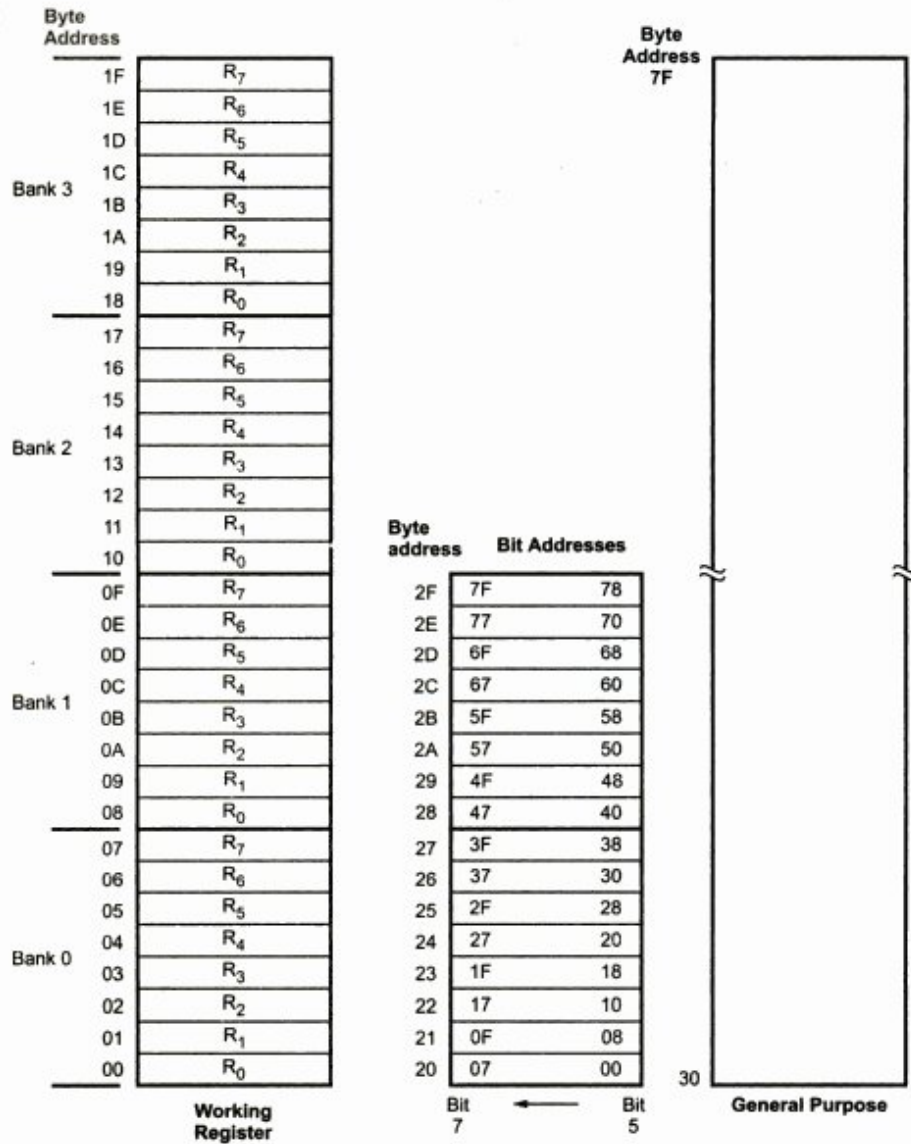 Byte
Address
1F R7
1E R6
1D R5
1C R4
Bank 3
1B R3
1A R2
19 R1
18 R0
17 R7
16 R6
15 R5
14 R4
Bank 2
13 R3
12 R2
11 R1
10 R0
0F R7
0E R6
0D R5
0C R4
Bank 1
0B R3
0A R2
09 R1
08 R0
07 R7
06 R6
05 R5
04 R4
Bank 0
03 R3
02 R2
01 R1
00 R0
Working
Register
Byte
address
Bit Addresses
2F 7F 78
2E 77 70
2D 6F 68
2C 67 60
2B 5F 58
2A 57 50
29 4F 48
28 47 40
27 3F 38
26 37 30
25 2F 28
24 27 20
23 1F 18
22 17 10
21 0F 08
20 07 00
Bit
7
Bit
5
Byte
Address
7F
30
General Purpose